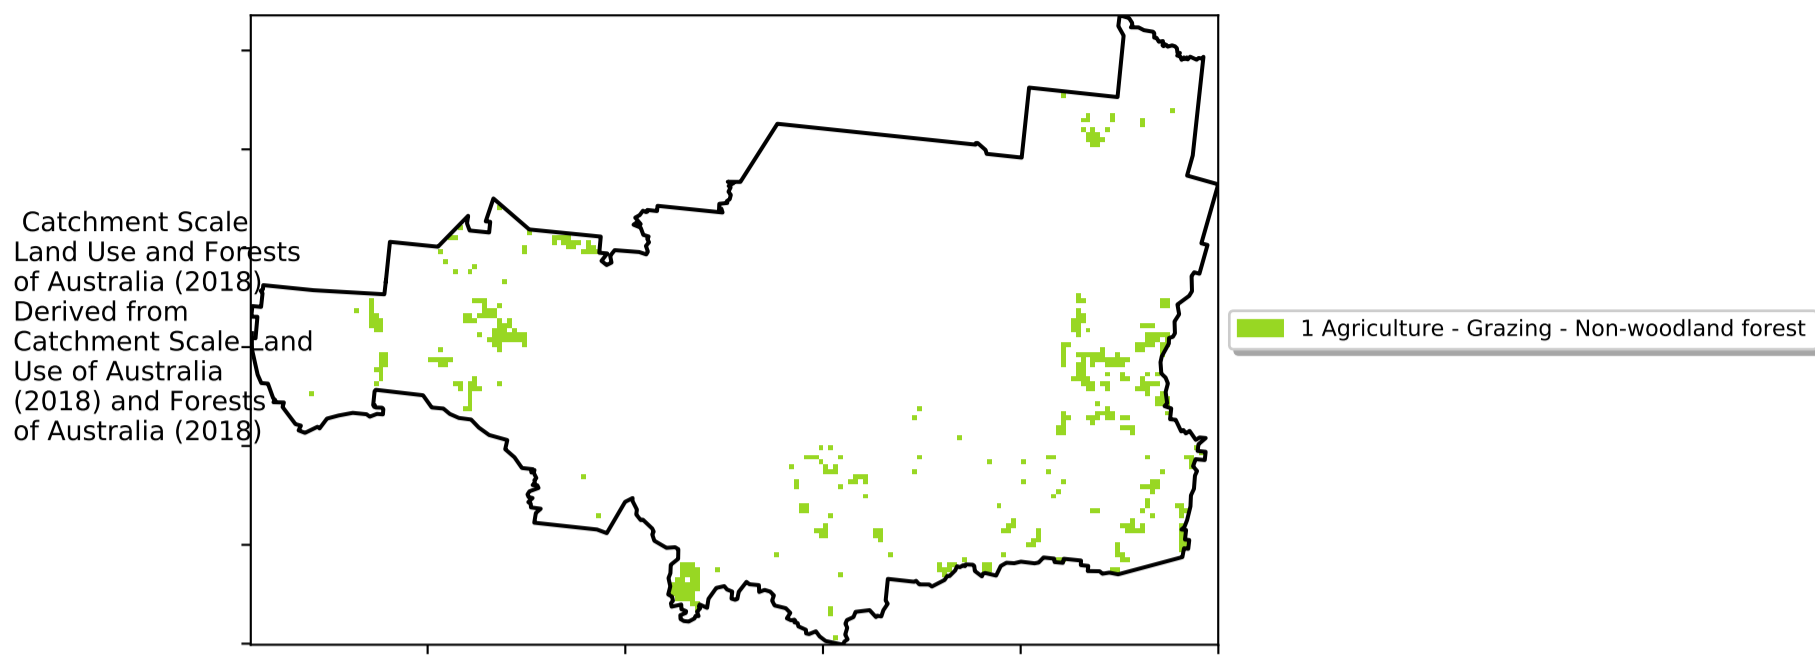 Catchment Scale
Land Use and Forests
of Australia (2018)
Derived from
Catchment Scale Land
Use of Australia
(2018) and Forests
of Australia (2018)
1 Agriculture - Grazing - Non-woodland forest